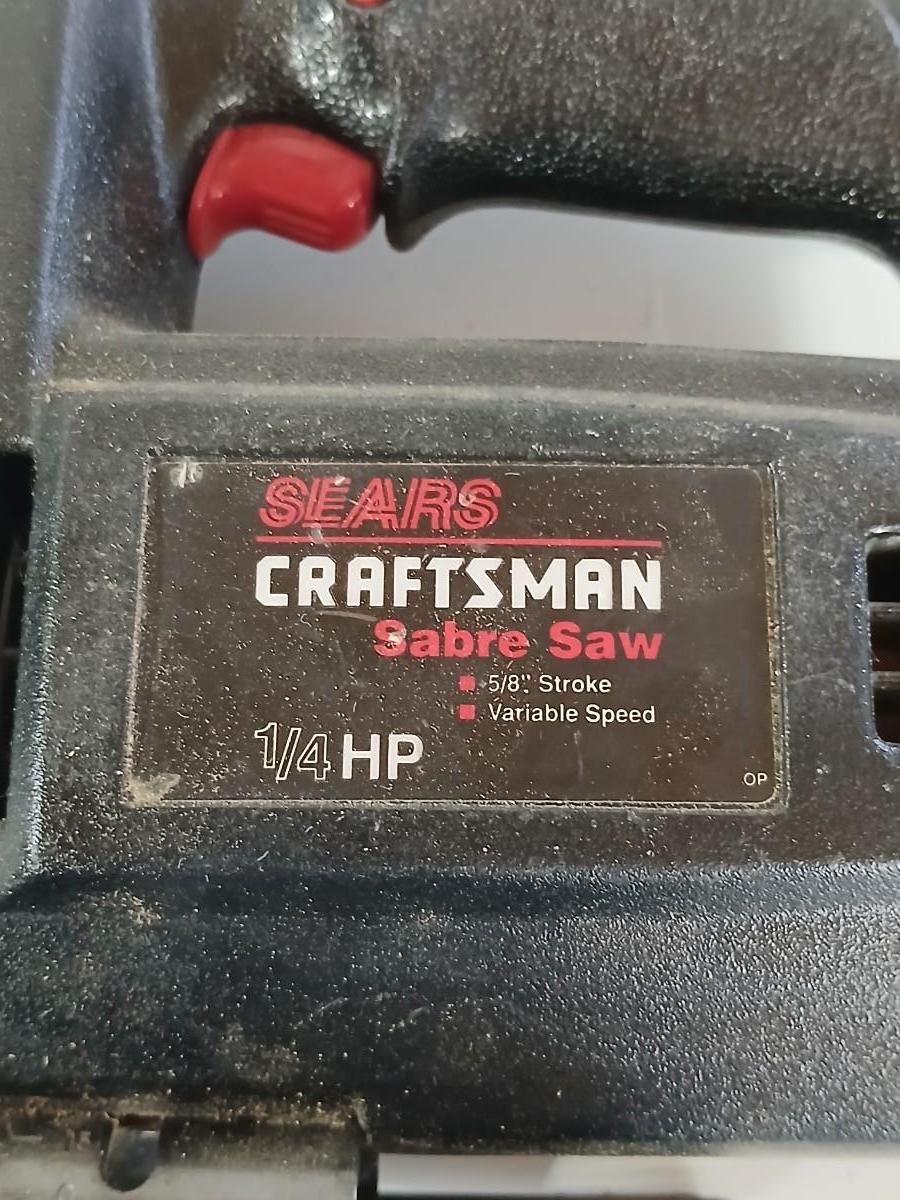 SEARS
CRAFTSMAN
Sabre Saw
■ 5/8" Stroke
■ Variable Speed
1/4 HP
OP